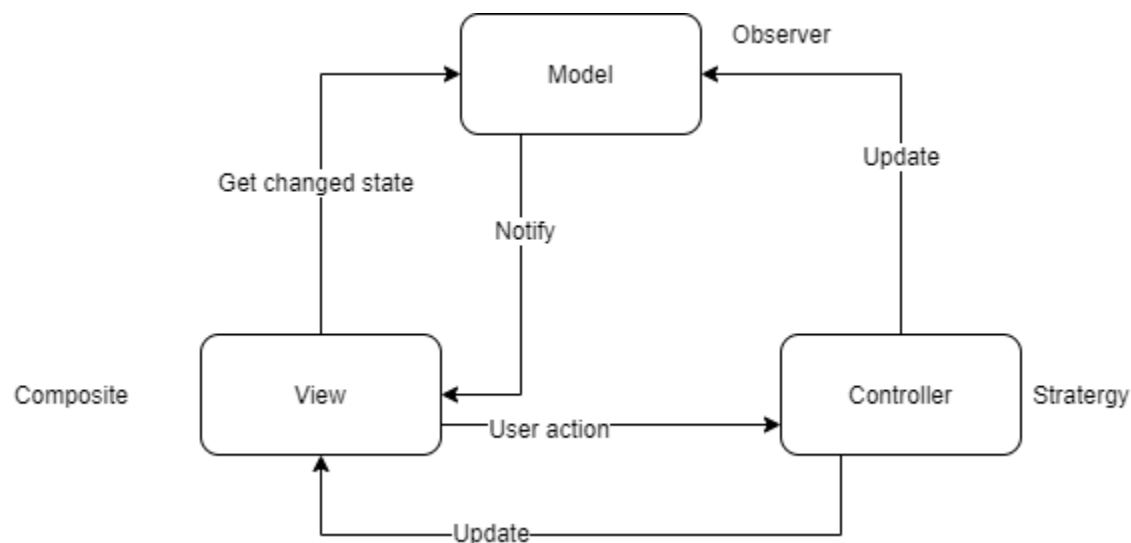 Observer
Model
Update
Get changed state
Notify
Composite
View
Controller
Stratergy
User action
Update